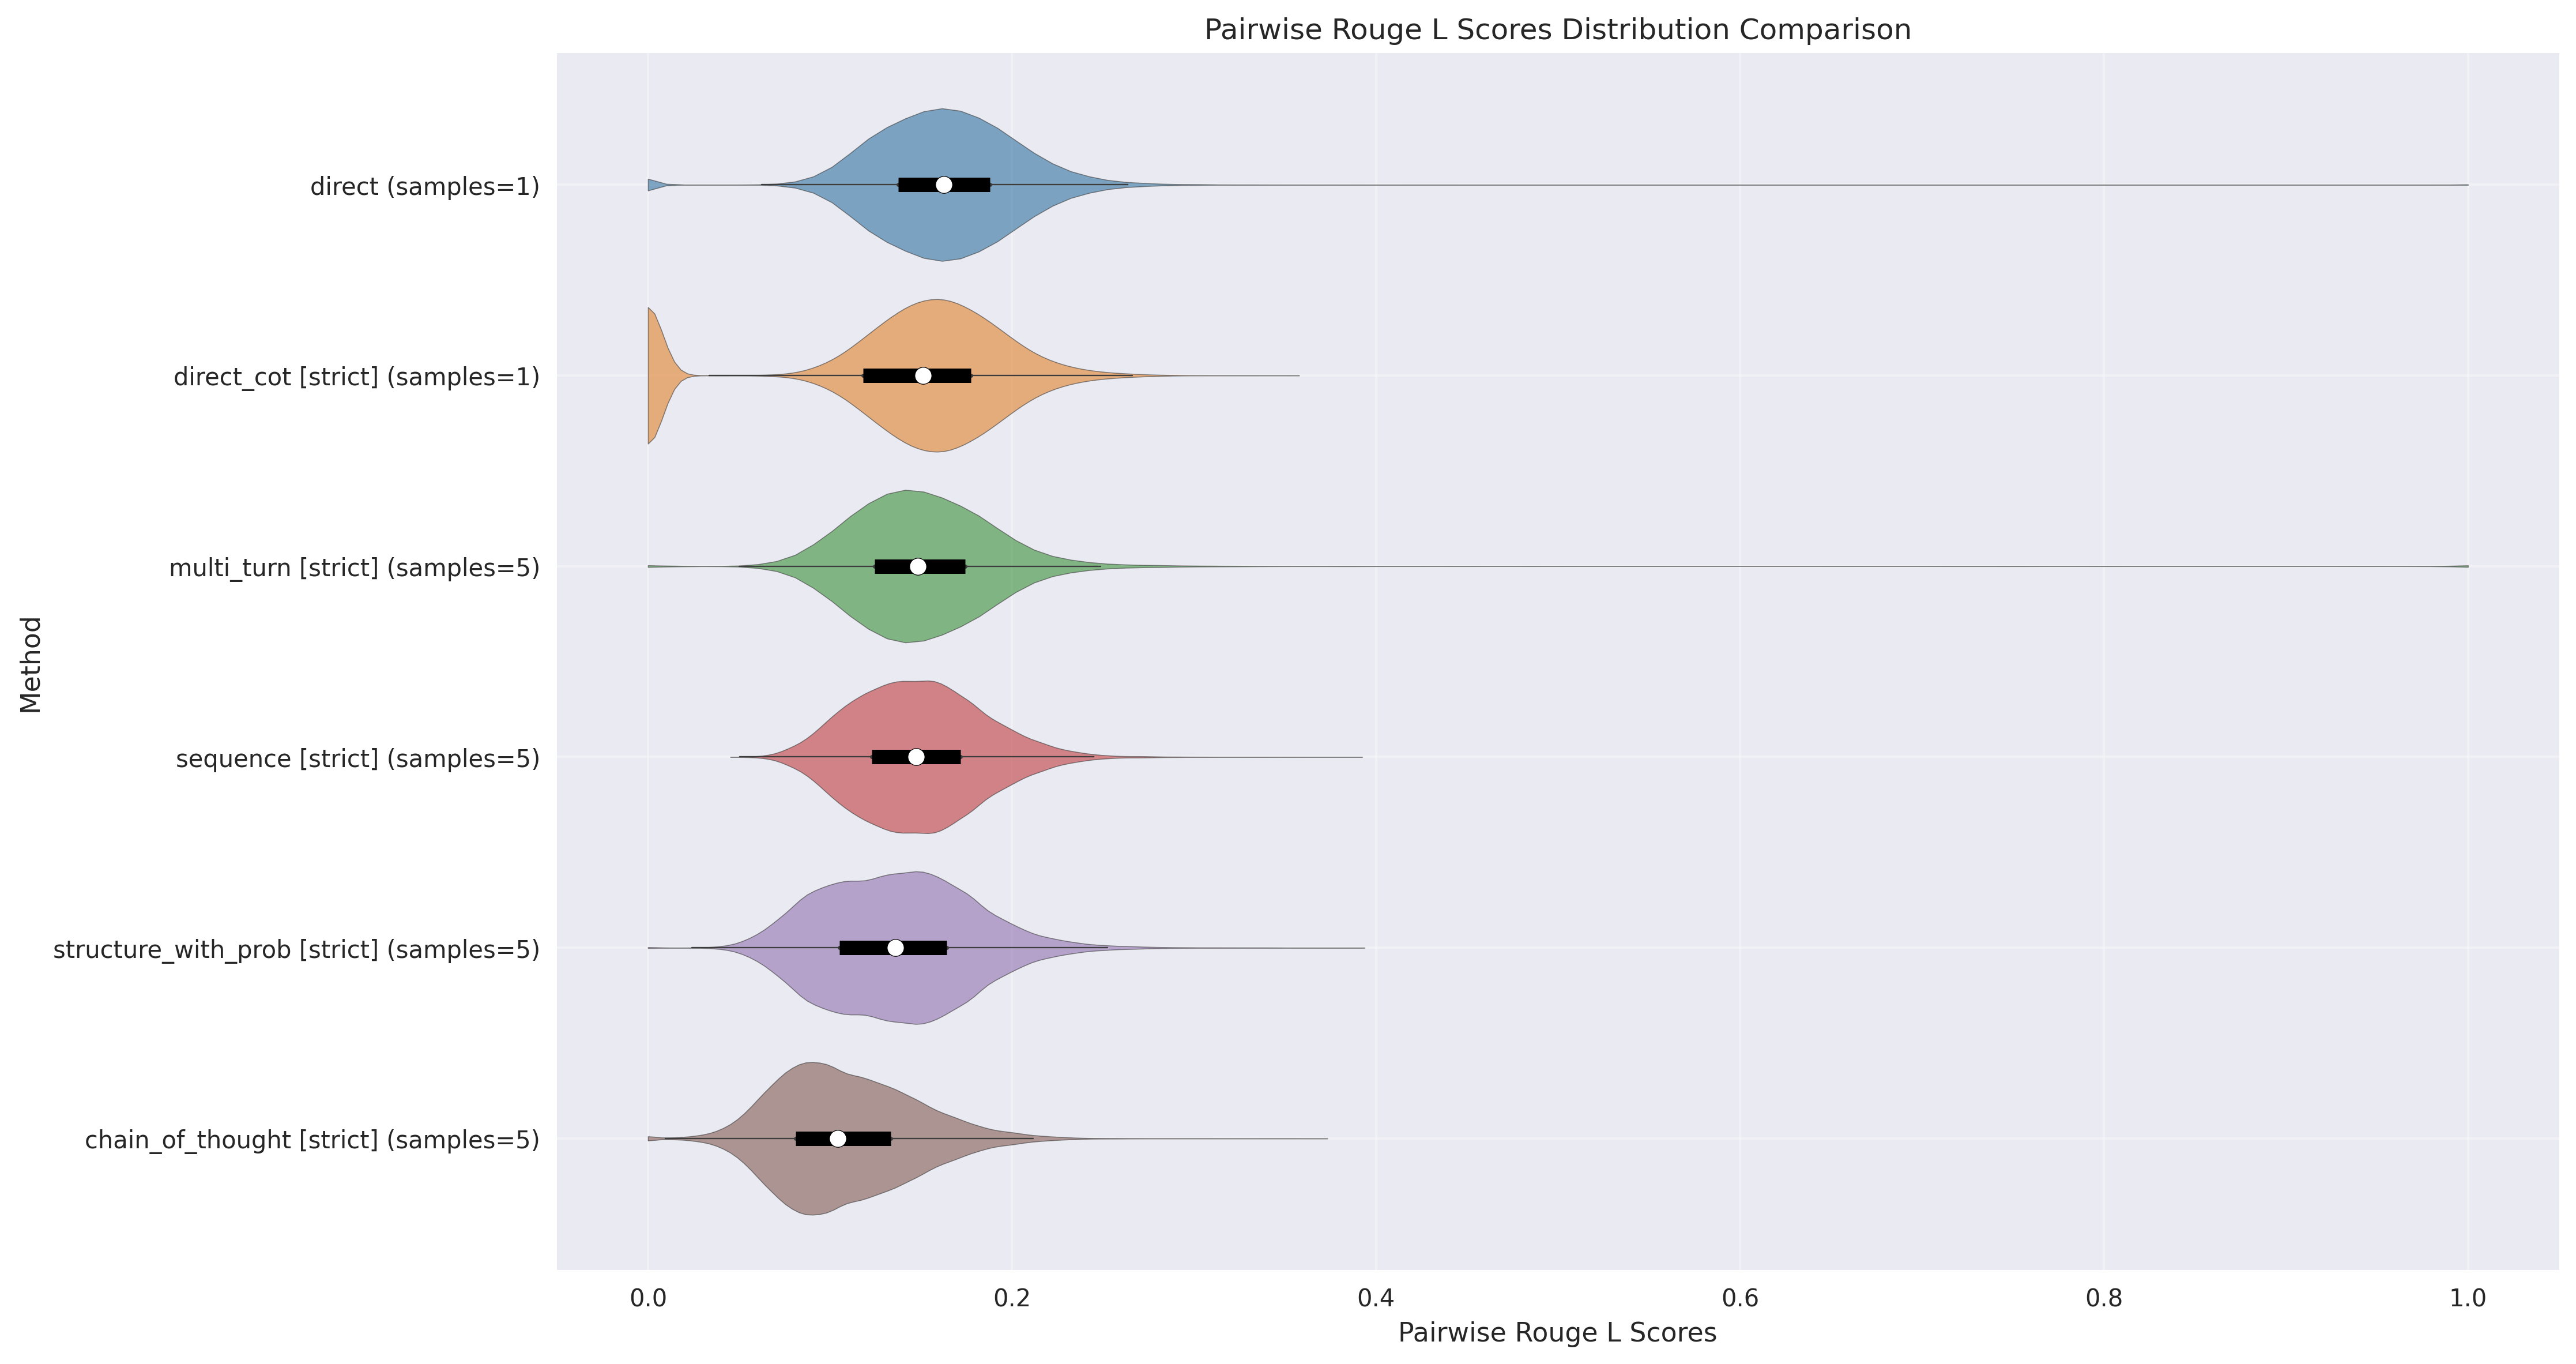 Pairwise Rouge L Scores Distribution Comparison
Method
direct (samples=1)
direct_cot [strict] (samples=1)
multi_turn [strict] (samples=5)
sequence [strict] (samples=5)
structure_with_prob [strict] (samples=5)
chain_of_thought [strict] (samples=5)
0.0 0.2 0.4 0.6 0.8 1.0
Pairwise Rouge L Scores